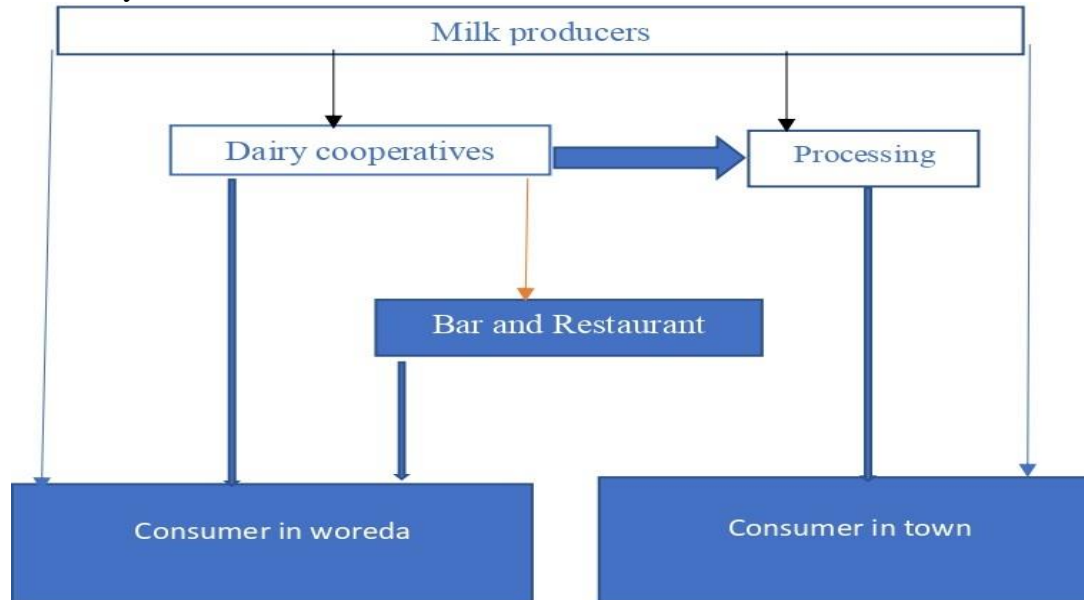 Milk producers
Dairy cooperatives
Processing
Bar and Restaurant
Consumer in woreda
Consumer in town